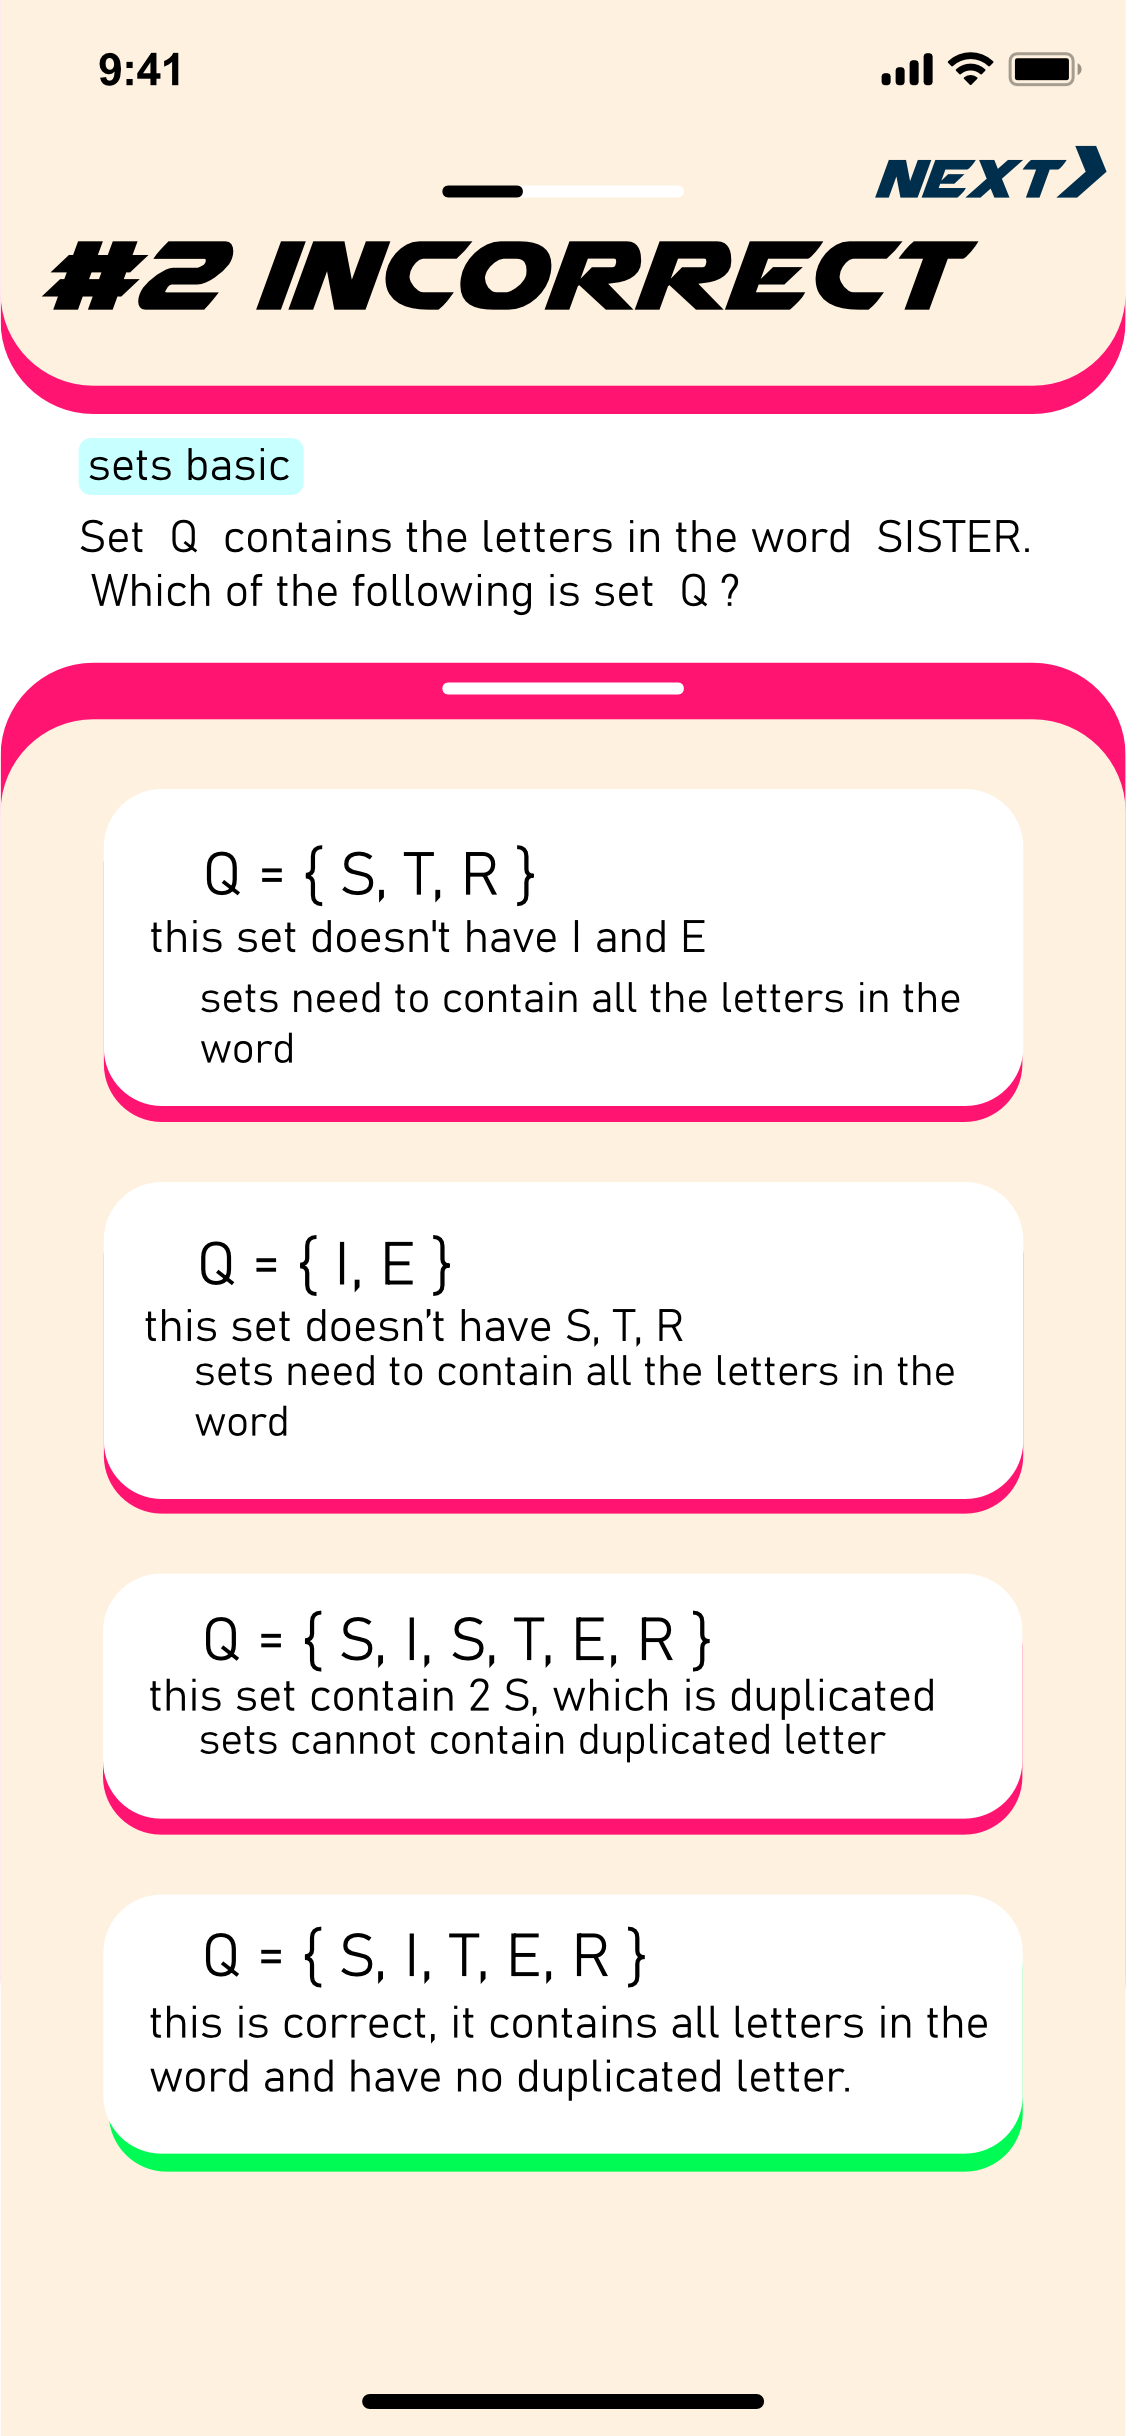 9:41
NEXT
#2 INCORRECT
sets basic
Set Q contains the letters in the word SISTER.
Which of the following is set Q ?
Q = { S, T, R }
this set doesn't have I and E
sets need to contain all the letters in the
word
Q = { I, E }
this set doesn’t have S, T, R
sets need to contain all the letters in the
word
Q = { S, I, S, T, E, R }
this set contain 2 S, which is duplicated
sets cannot contain duplicated letter
Q = { S, I, T, E, R }
this is correct, it contains all letters in the
word and have no duplicated letter.